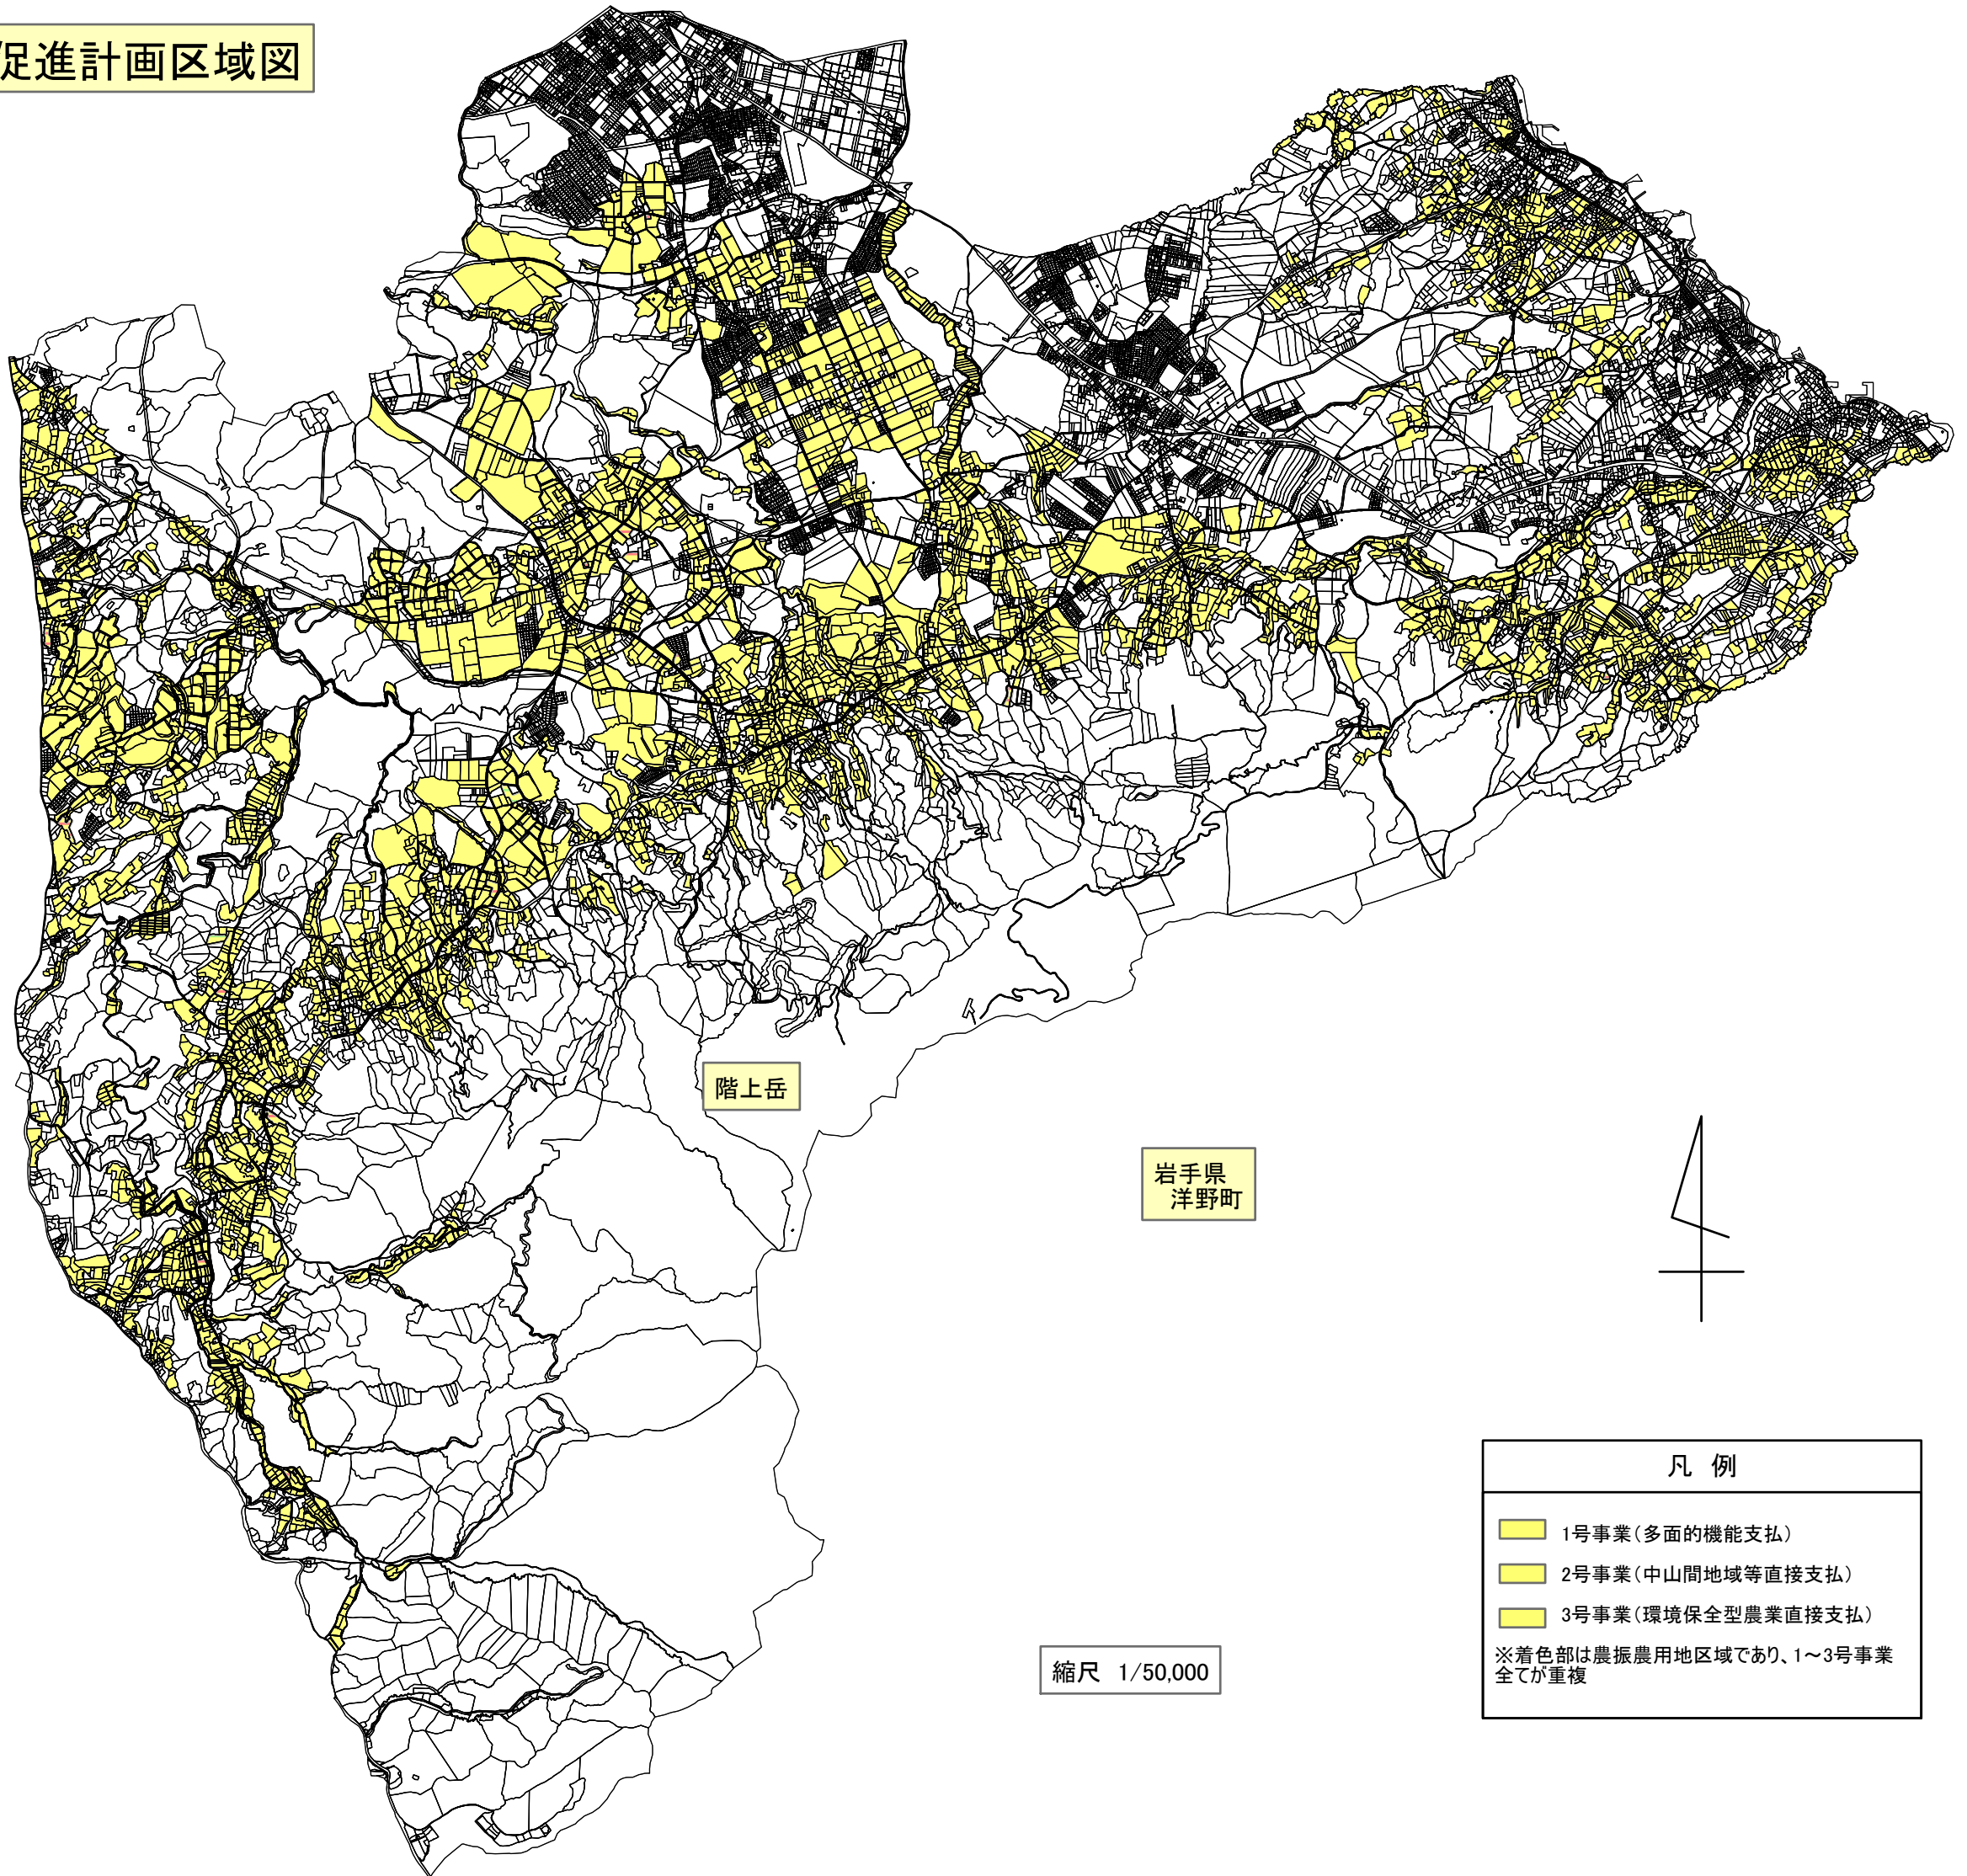 促進計画区域図
階上岳
岩手県
洋野町
凡 例
1号事業(多面的機能支払)
2号事業(中山間地域等直接支払)
3号事業(環境保全型農業直接支払)
※着色部は農振農用地区域であり、1～3号事業
全てが重複
縮尺 1/50,000